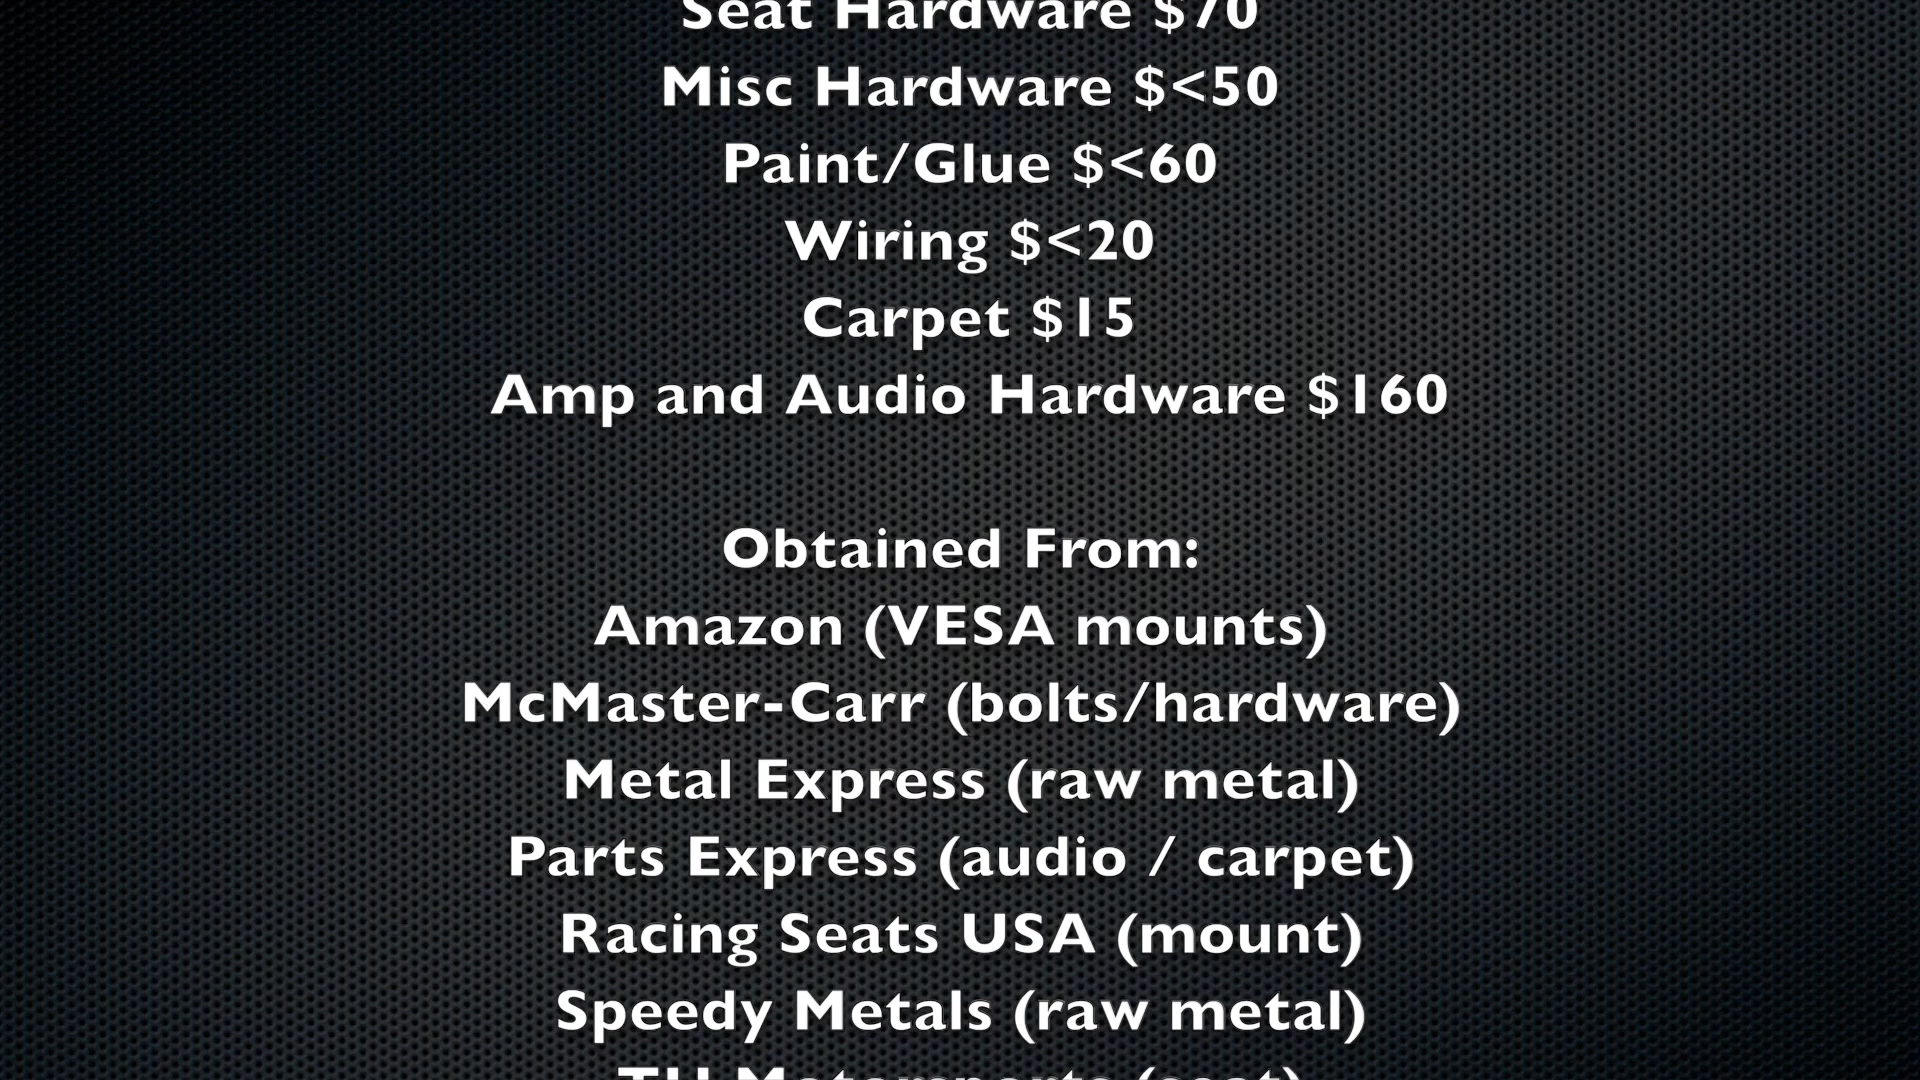 Seat Hardware $70
Misc Hardware $<50
Paint/Glue $<60
Wiring $<20
Carpet $15
Amp and Audio Hardware $160
Obtained From:
Amazon (VESA mounts)
McMaster-Carr (bolts/hardware)
Metal Express (raw metal)
Parts Express (audio / carpet)
Racing Seats USA (mount)
Speedy Metals (raw metal)
Motorsports (seat)